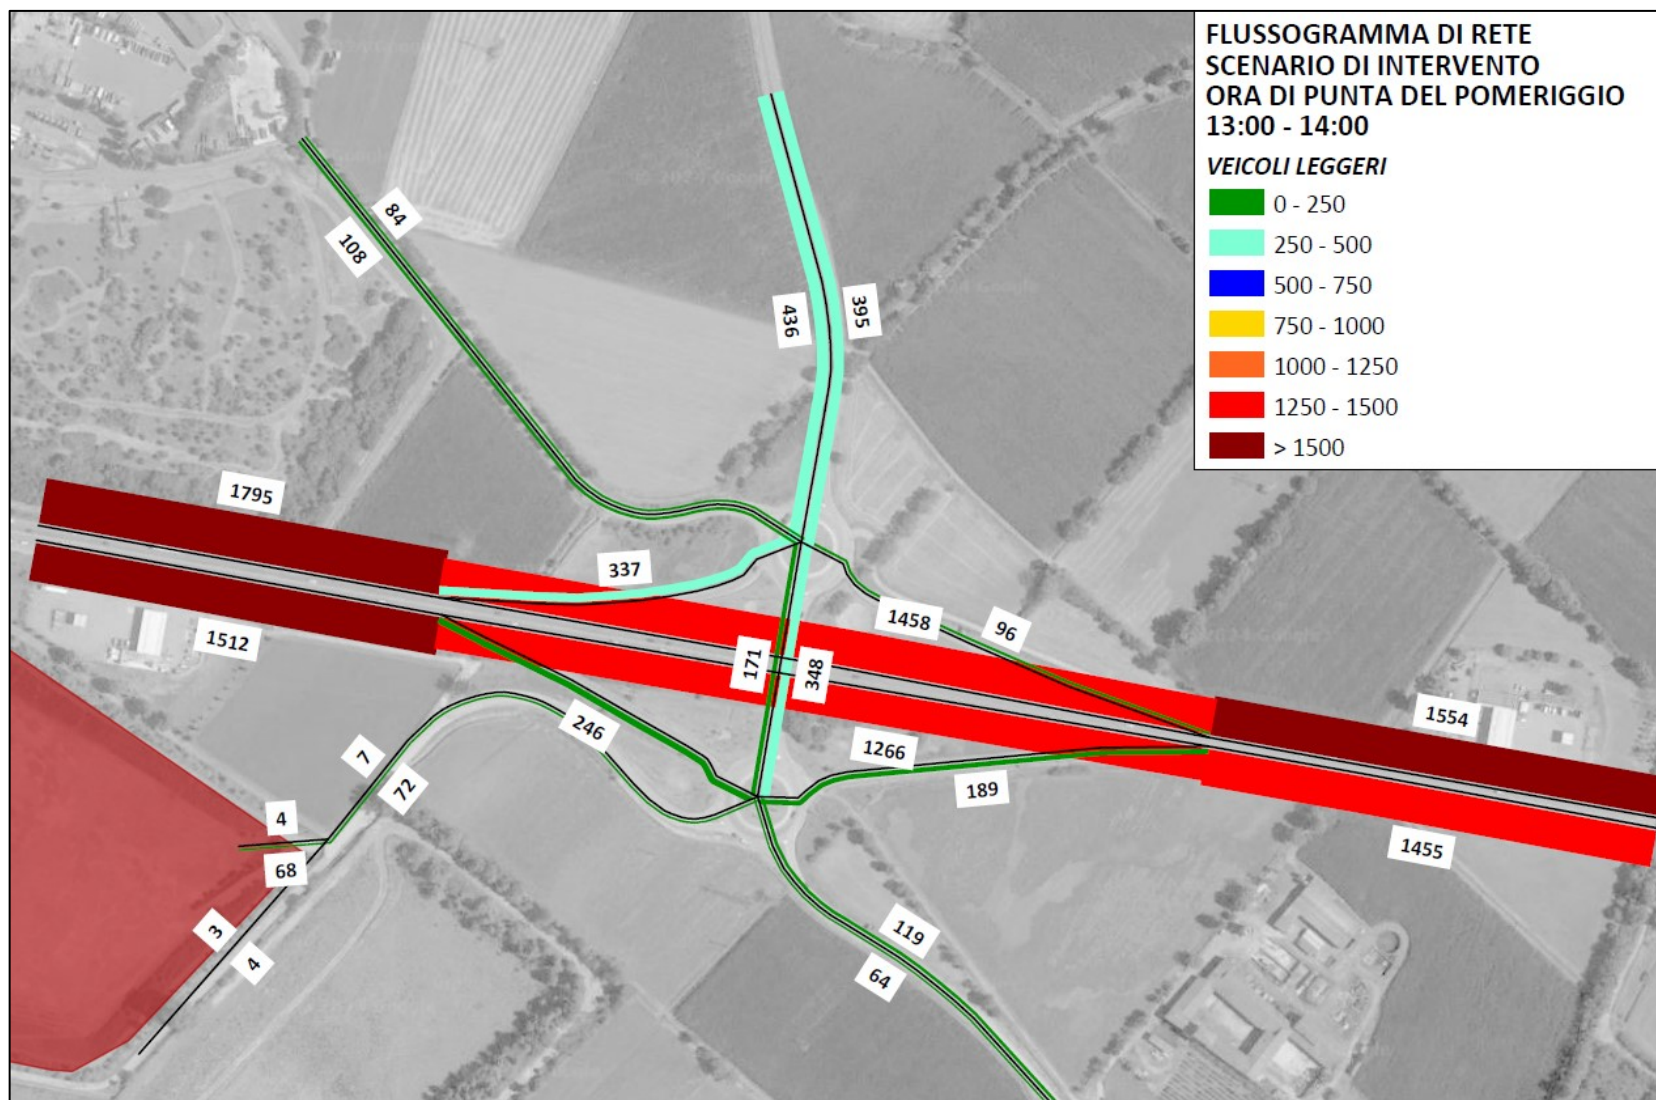 FLUSSOGRAMMA DI RETE
SCENARIO DI INTERVENTO
ORA DI PUNTA DEL POMERIGGIO
13:00 - 14:00
VEICOLI LEGGERI
0 - 250
250 - 500
500 - 750
750 - 1000
1000 - 1250
1250 - 1500
> 1500
84
108
436
395
1795
337
1512
1458
96
171
348
246
1266
189
1554
1455
7
72
4
68
3
4
119
64